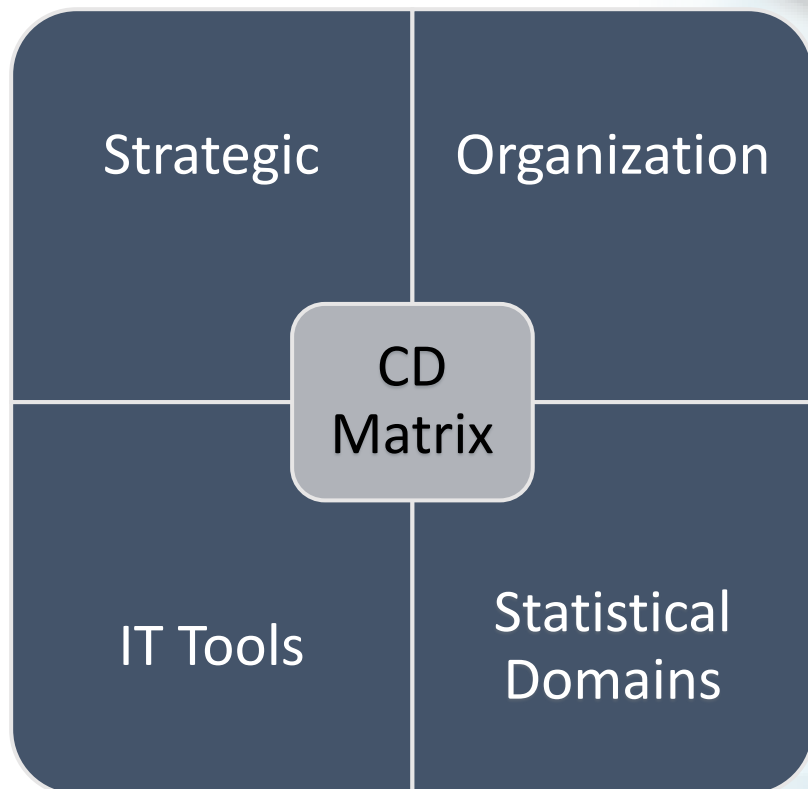 Strategic
Organization
CD
Matrix
IT Tools
Statistical
Domains